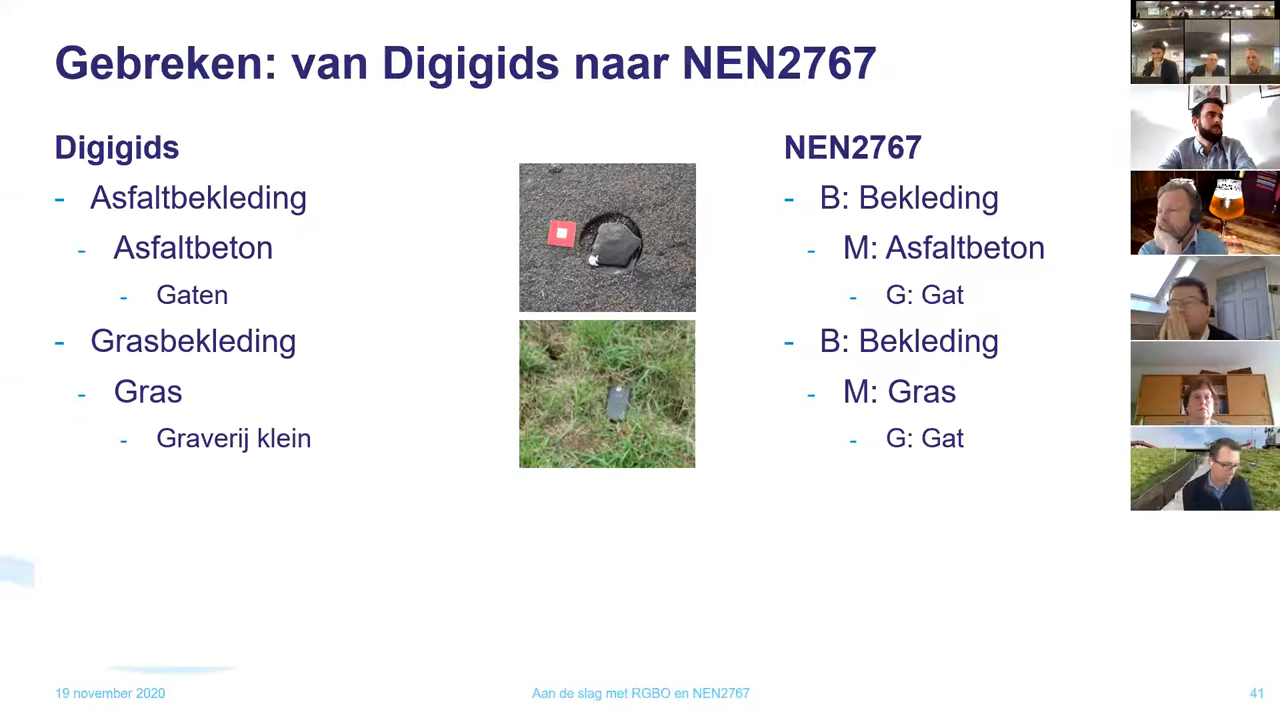 Gebreken: van Digigids naar NEN2767
Digigids
- Asfaltbekleding
- Asfaltbeton
- Gaten
- Grasbekleding
- Gras
- Graverij klein
NEN2767
- B: Bekleding
- M: Asfaltbeton
- G: Gat
- B: Bekleding
- M: Gras
- G: Gat
19 november 2020
Aan de slag met RGBO en NEN2767
41